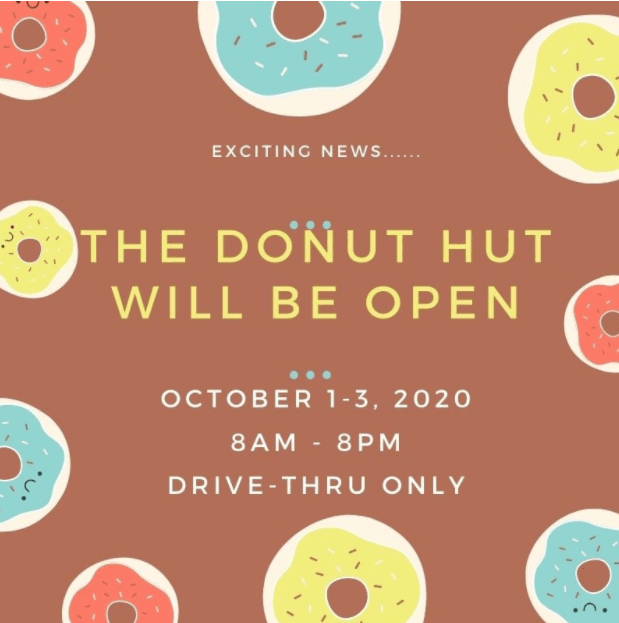 EXCITING NEWS......
THE DONUT HUT
WILL BE OPEN
OCTOBER 1-3, 2020
8AM - 8PM
DRIVE-THRU ONLY